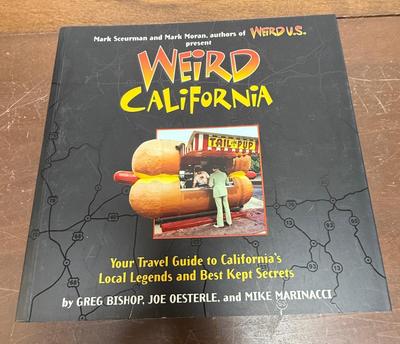 Mark Sceurman and Mark Moran, authors of WEiRD U.S.
present
WEiRD
CALiFORNiA
TAIL-O-PUP
Your Travel Guide to California's
Local Legends and Best Kept Secrets
by GREG BISHOP, JOE OESTERLE, and MIKE MARINACCI